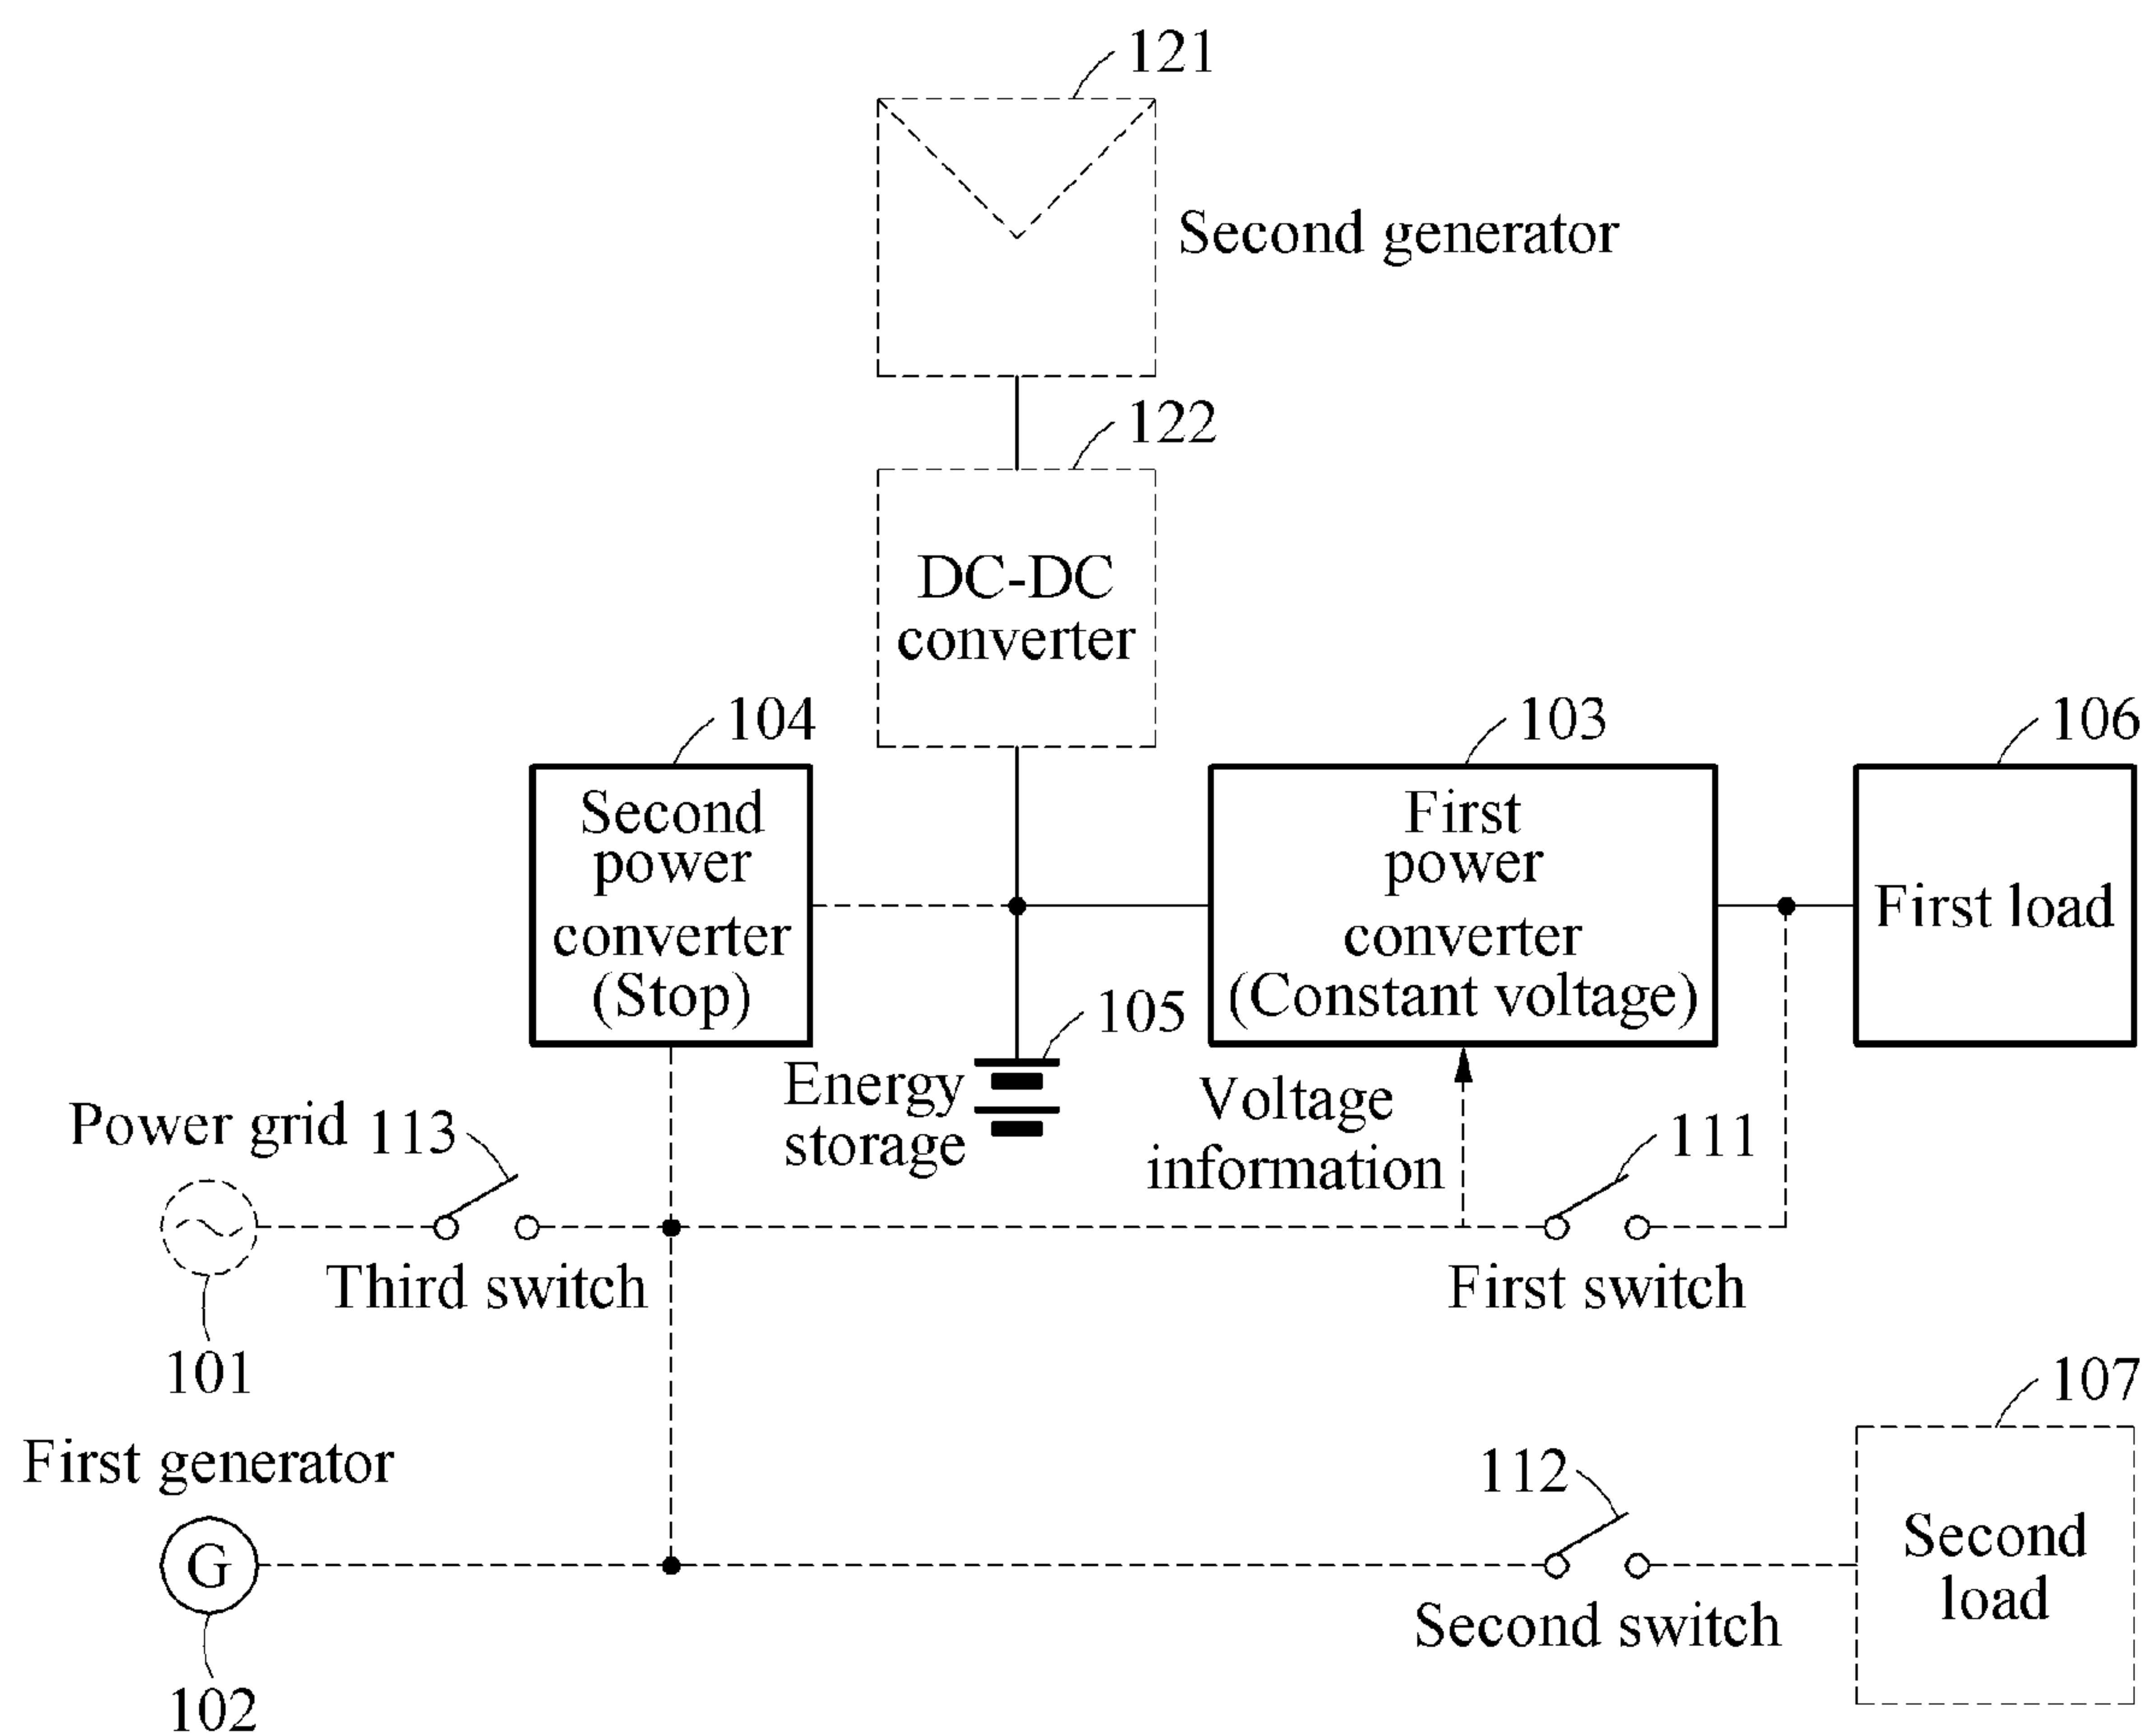 121
Second generator
122
DC-DC
converter
104
103
106
Second
power
converter
(Stop)
First
power
converter
(Constant voltage)
First load
105
Energy
storage
Voltage
information
Power grid
113
111
Third switch
First switch
101
107
First generator
112
G
Second
load
Second switch
102